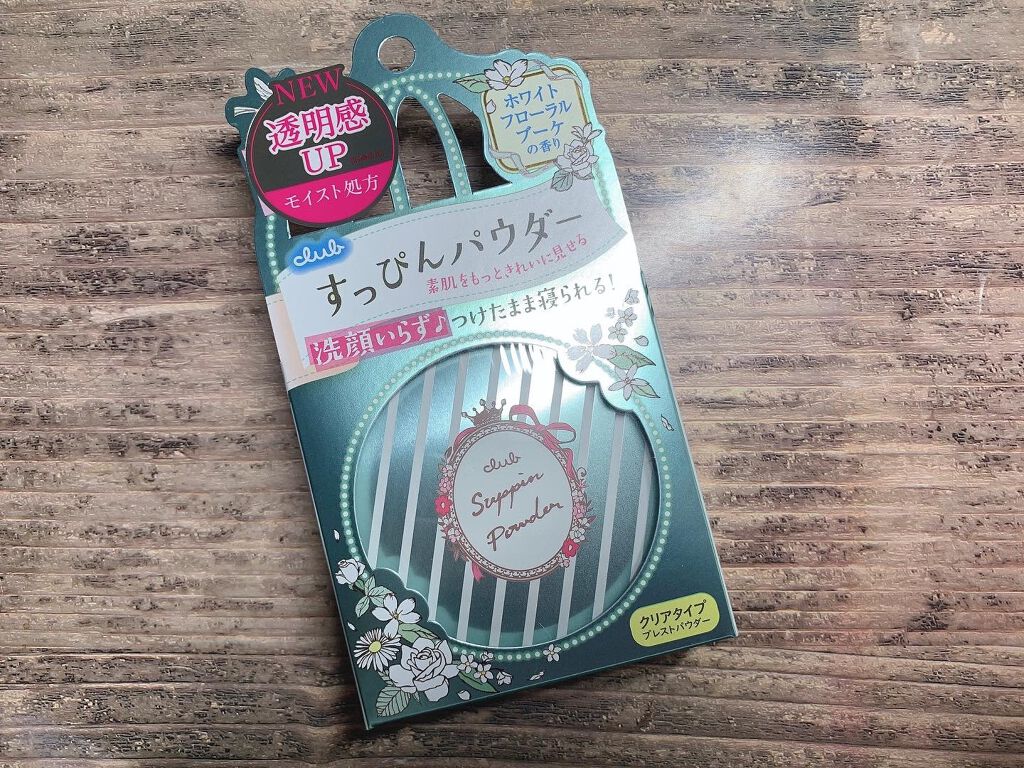 NEW
透明感
UP
モイスト処方
ホワイト
フローラル
ブーケ
の香り
club
すっぴんパウダー
素肌をもっときれいに見せる
洗顔いらず♪つけたまま寝られる！
club
Suppin
Powder
クリアタイプ
プレストパウダー